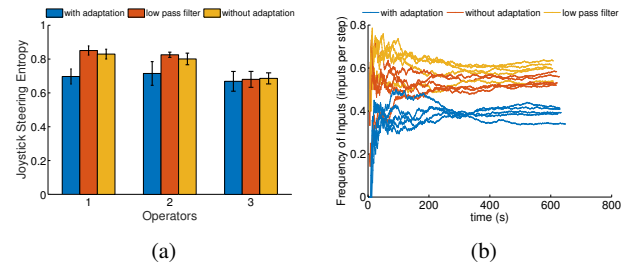 with adaptation low pass filter without adaptation
Joystick Steering Entropy
1
0.8
0.6
0.4
0.2
0
1 2 3
Operators
(a)
with adaptation without adaptation low pass filter
Frequency of Inputs (inputs per step)
0.8
0.6
0.4
0.2
0
0 200 400 600 800
time (s)
(b)